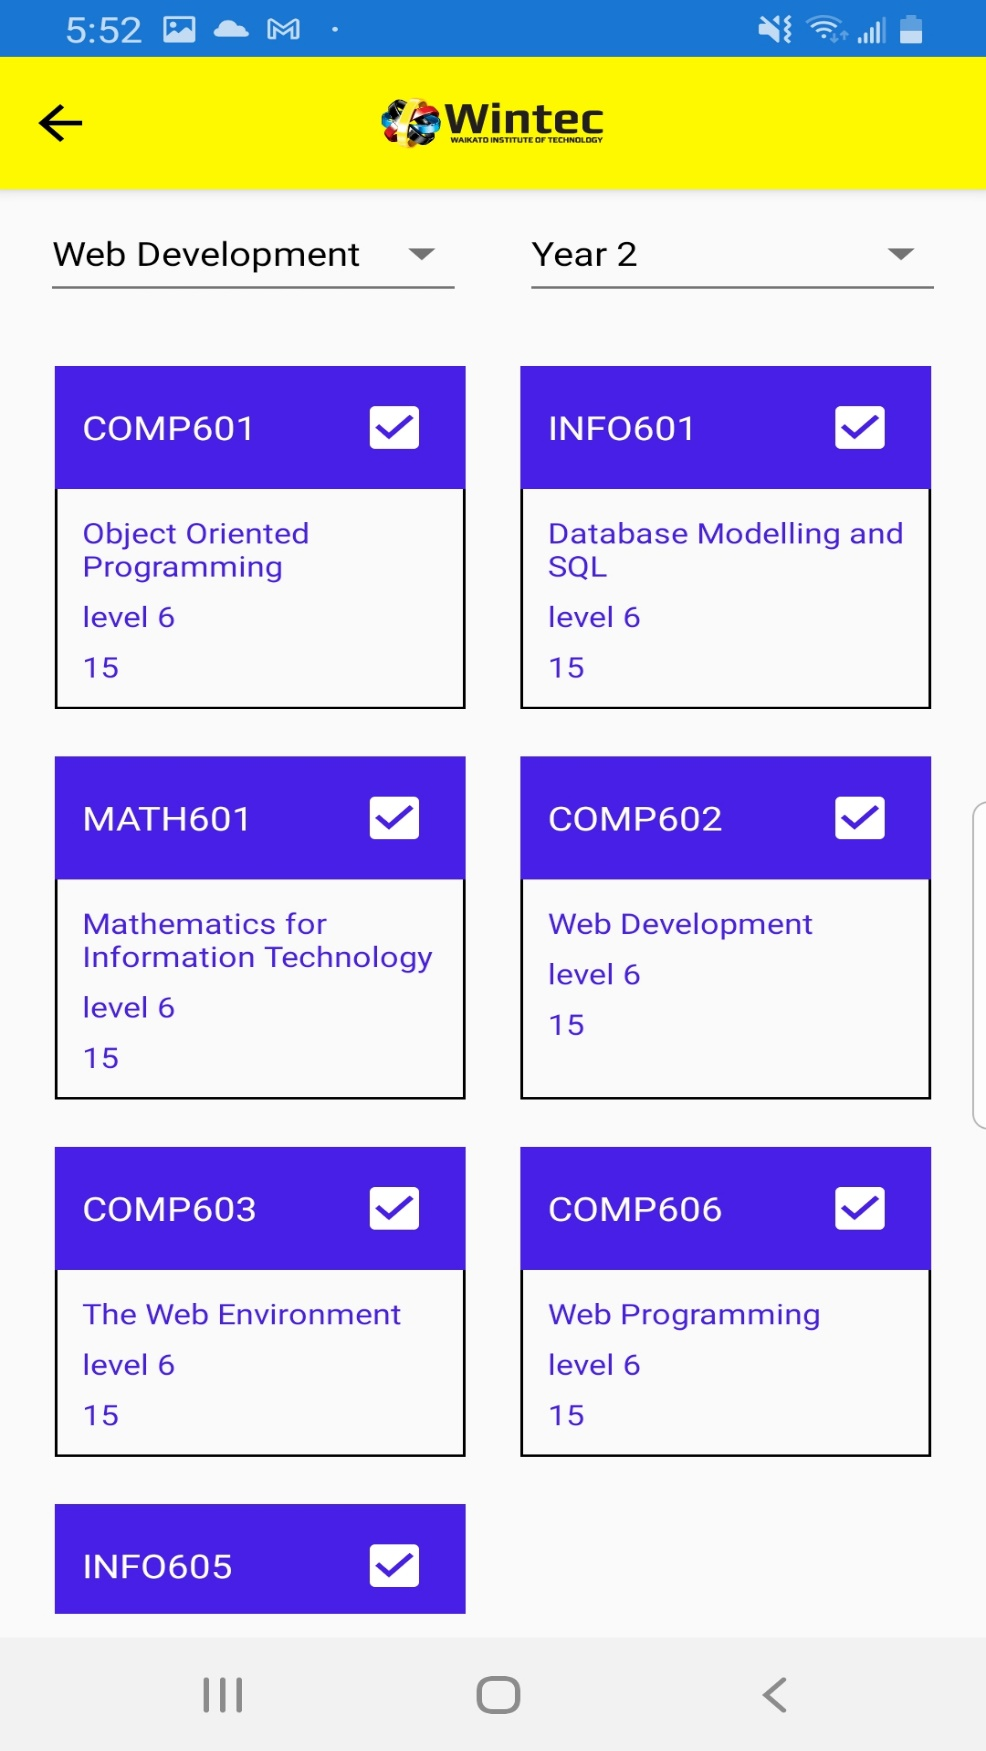 5:52
Wintec
WAIKATO INSTITUTE OF TECHNOLOGY
Web Development
Year 2
COMP601
Object Oriented
Programming
level 6
15
INFO601
Database Modelling and
SQL
level 6
15
MATH601
Mathematics for
Information Technology
level 6
15
COMP602
Web Development
level 6
15
COMP603
The Web Environment
level 6
15
COMP606
Web Programming
level 6
15
INFO605